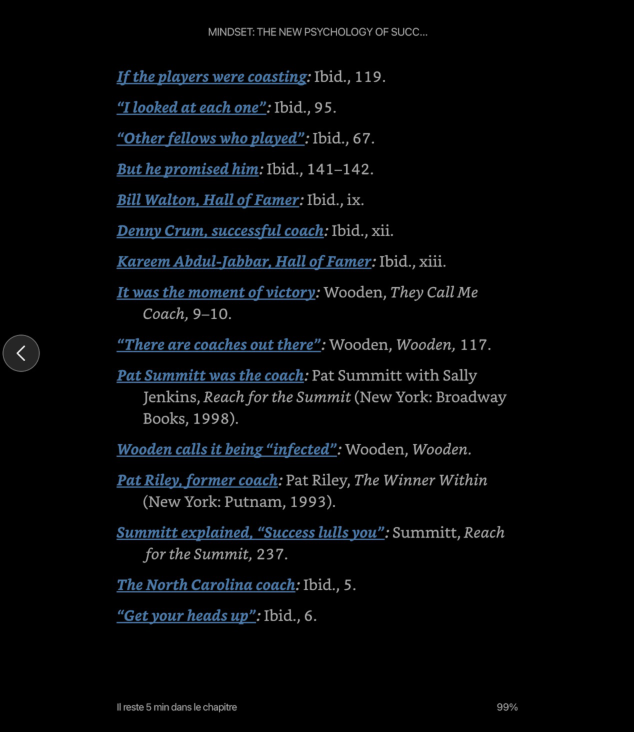 MINDSET: THE NEW PSYCHOLOGY OF SUCC...
If the players were coasting: Ibid., 119.
“I looked at each one”: Ibid., 95.
“Other fellows who played”: Ibid., 67.
But he promised him: Ibid., 141–142.
Bill Walton, Hall of Famer: Ibid., ix.
Denny Crum, successful coach: Ibid., xii.
Kareem Abdul-Jabbar, Hall of Famer: Ibid., xiii.
It was the moment of victory: Wooden, They Call Me
Coach, 9–10.
“There are coaches out there”: Wooden, Wooden, 117.
Pat Summitt was the coach: Pat Summitt with Sally
Jenkins, Reach for the Summit (New York: Broadway
Books, 1998).
Wooden calls it being “infected”: Wooden, Wooden.
Pat Riley, former coach: Pat Riley, The Winner Within
(New York: Putnam, 1993).
Summitt explained, “Success lulls you”: Summitt, Reach
for the Summit, 237.
The North Carolina coach: Ibid., 5.
“Get your heads up”: Ibid., 6.
Il reste 5 min dans le chapitre
99%